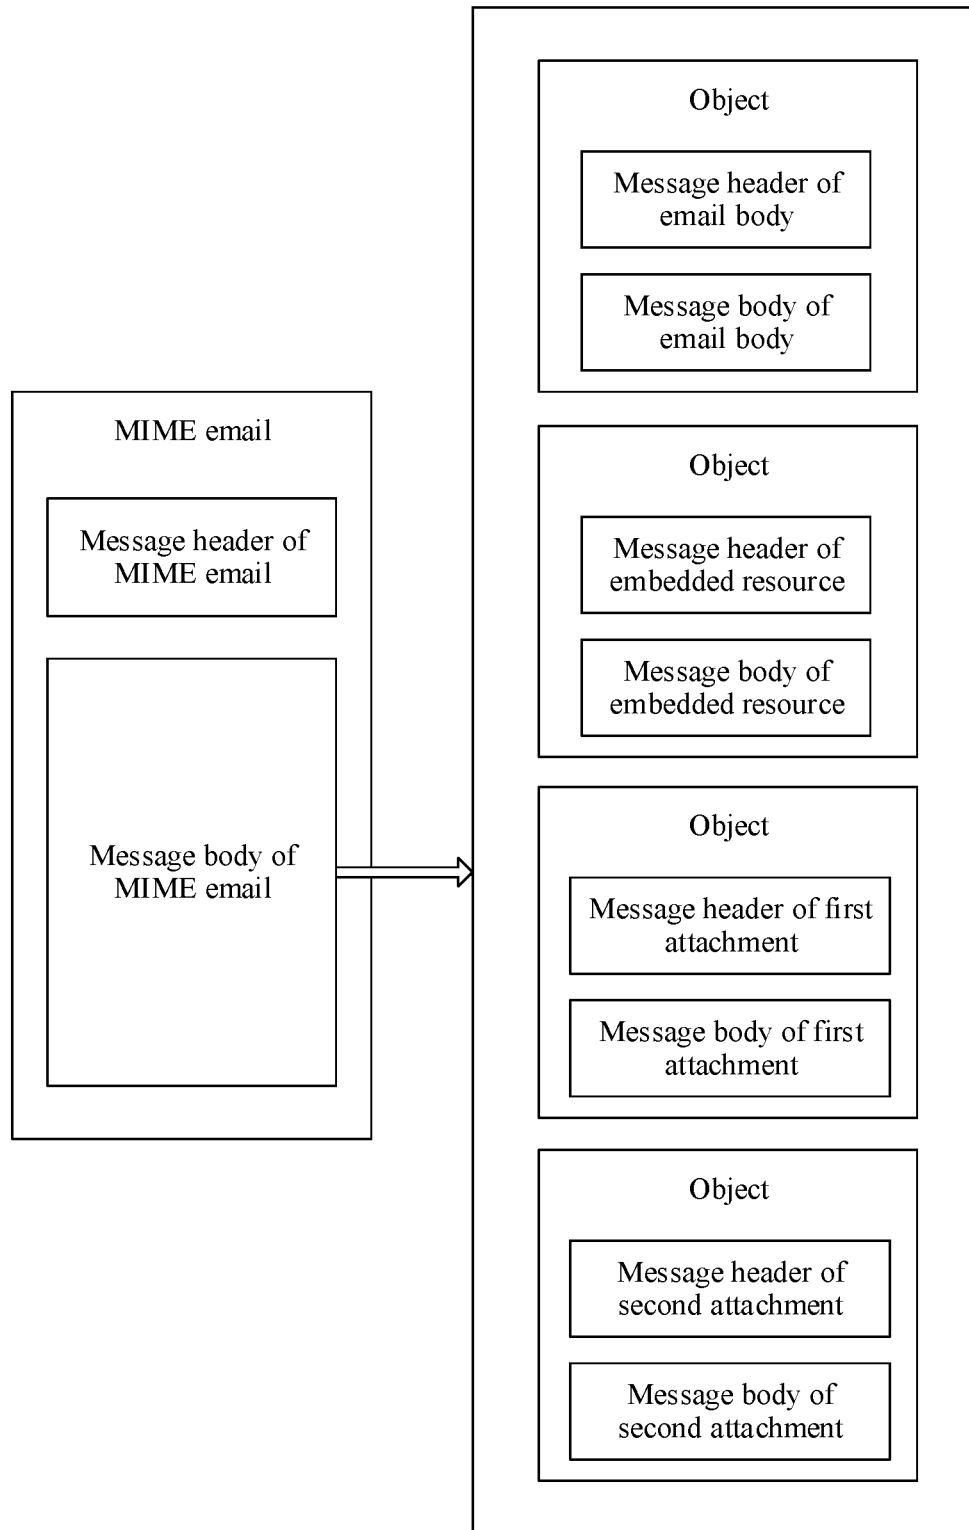 MIME email
Message header of
MIME email
Message body of
MIME email
Object
Message header of
email body
Message body of
email body
Object
Message header of
embedded resource
Message body of
embedded resource
Object
Message header of first
attachment
Message body of first
attachment
Object
Message header of
second attachment
Message body of
second attachment